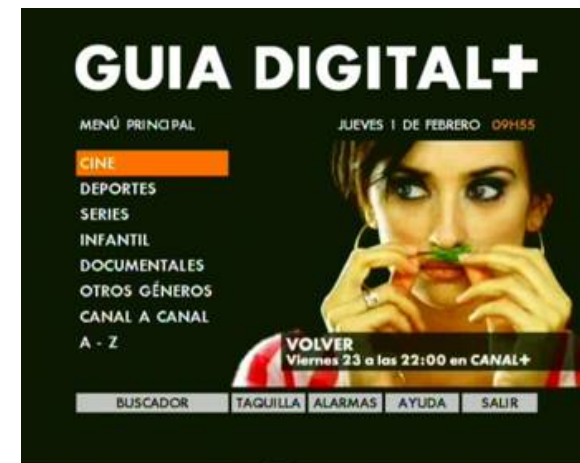 GUIA DIGITAL+
MENÚ PRINCIPAL
JUEVES 1 DE FEBRERO 09H55
CINE
DEPORTES
SERIES
INFANTIL
DOCUMENTALES
OTROS GÉNEROS
CANAL A CANAL
A - Z
VOLVER
Viernes 23 a las 22:00 en CANAL+
BUSCADOR TAQUILLA ALARMAS AYUDA SALIR